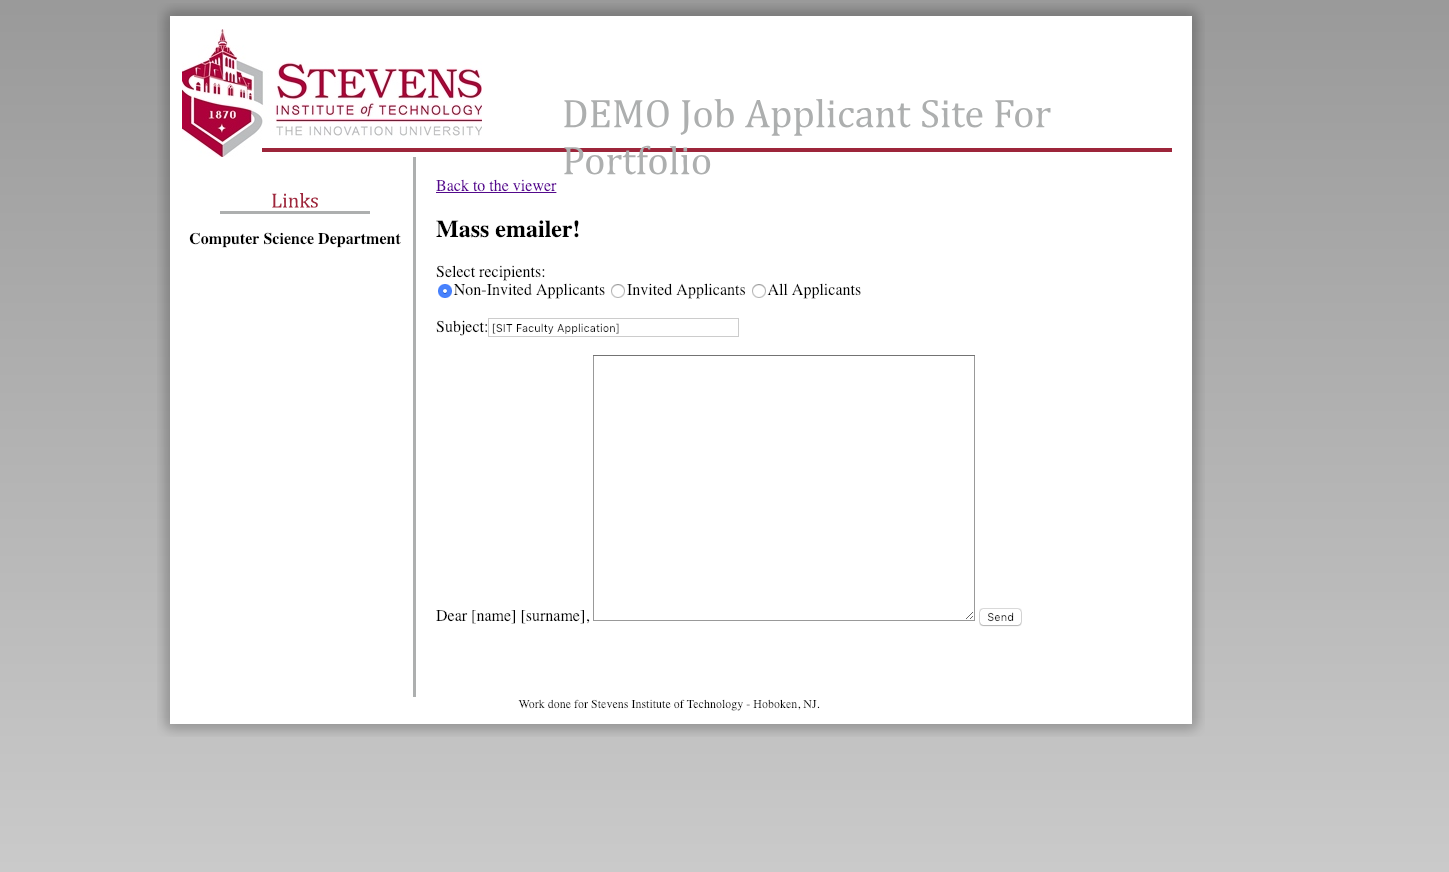 1870
STEVENS
INSTITUTE of TECHNOLOGY
THE INNOVATION UNIVERSITY
DEMO Job Applicant Site For
Portfolio
Links
Computer Science Department
Back to the viewer
Mass emailer!
Select recipients:
Non-Invited Applicants Invited Applicants All Applicants
Subject: [SIT Faculty Application]
Dear [name] [surname], Send
Work done for Stevens Institute of Technology - Hoboken, NJ.